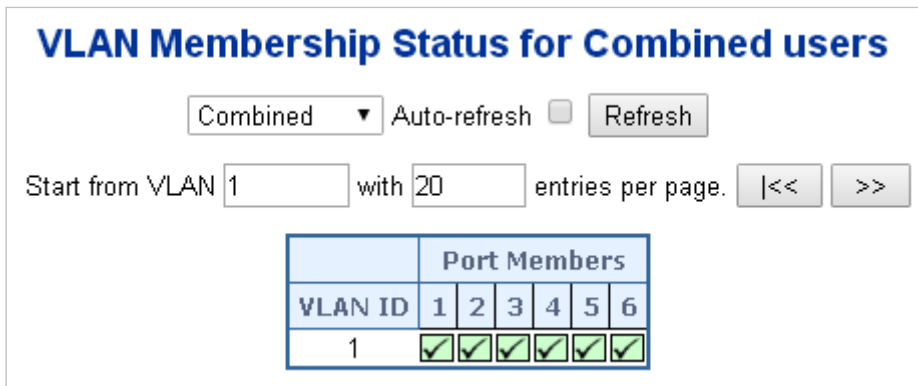 VLAN Membership Status for Combined users
Combined Auto-refresh Refresh
Start from VLAN 1 with 20 entries per page. |<< >>
Port Members
VLAN ID 1 2 3 4 5 6
1